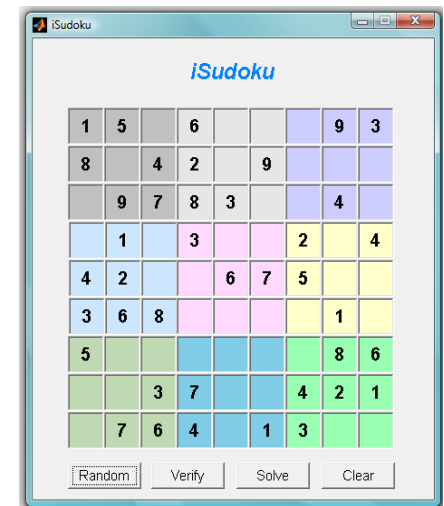 iSudoku
iSudoku
1 5 6 9 3
8 4 2 9
9 7 8 3 4
1 3 2 4
4 2 6 7 5
3 6 8 1
5 8 6
3 7 4 2 1
7 6 4 1 3
Random Verify Solve Clear